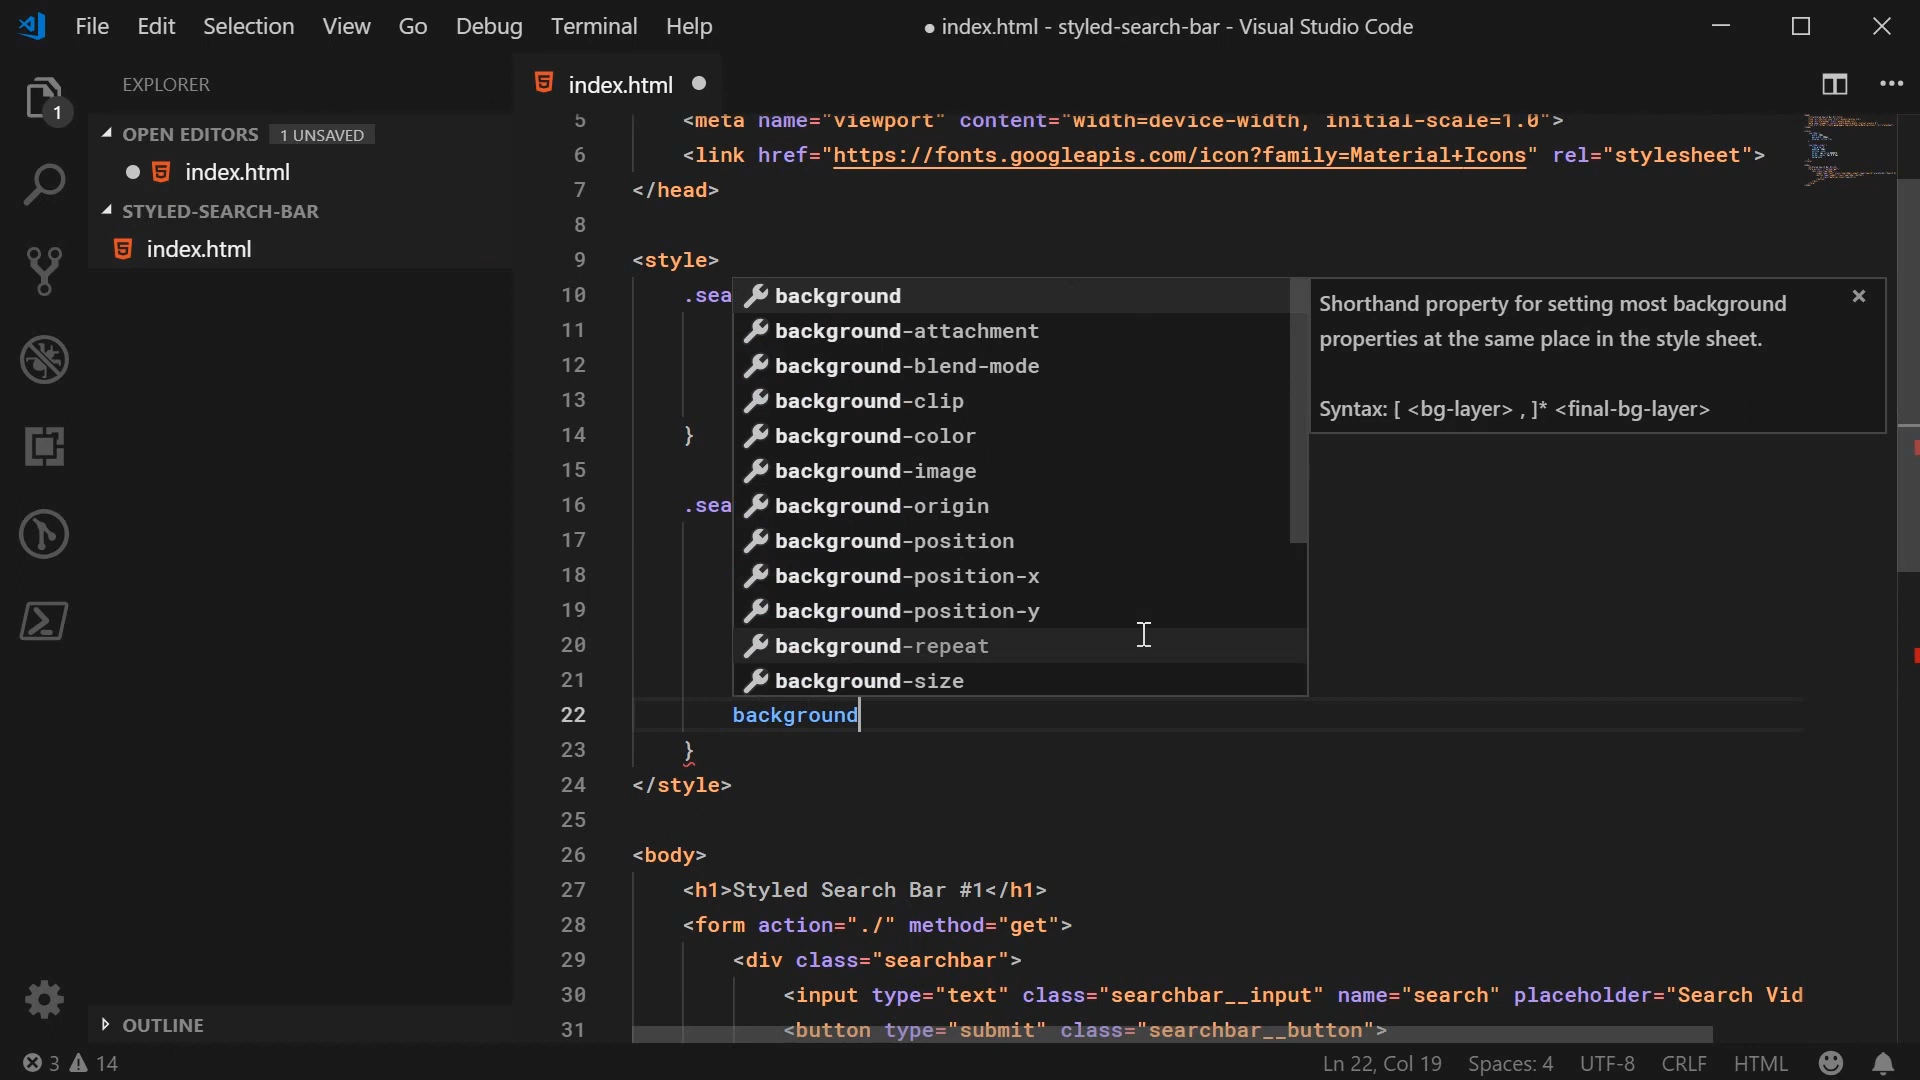 File Edit Selection View Go Debug Terminal Help ● index.html - styled-search-bar - Visual Studio Code
EXPLORER
1
OPEN EDITORS 1 UNSAVED
index.html
STYLED-SEARCH-BAR
index.html
OUTLINE
index.html
5 <meta name="viewport" content="width=device-width, initial-scale=1.0">
6 <link href="https://fonts.googleapis.com/icon?family=Material+Icons" rel="stylesheet">
7 </head>
8
9 <style>
10 .sea
11
12
13
14 }
15
16 .sea
17
18
19
20
21
22 background
23 }
24 </style>
25
26 <body>
27 <h1>Styled Search Bar #1</h1>
28 <form action="./" method="get">
29 <div class="searchbar">
30 <input type="text" class="searchbar__input" name="search" placeholder="Search Vid
31 <button type="submit" class="searchbar__button">
background
background-attachment
background-blend-mode
background-clip
background-color
background-image
background-origin
background-position
background-position-x
background-position-y
background-repeat
background-size
Shorthand property for setting most background
properties at the same place in the style sheet.
Syntax: [ <bg-layer> , ]* <final-bg-layer>
3 14 Ln 22, Col 19 Spaces: 4 UTF-8 CRLF HTML